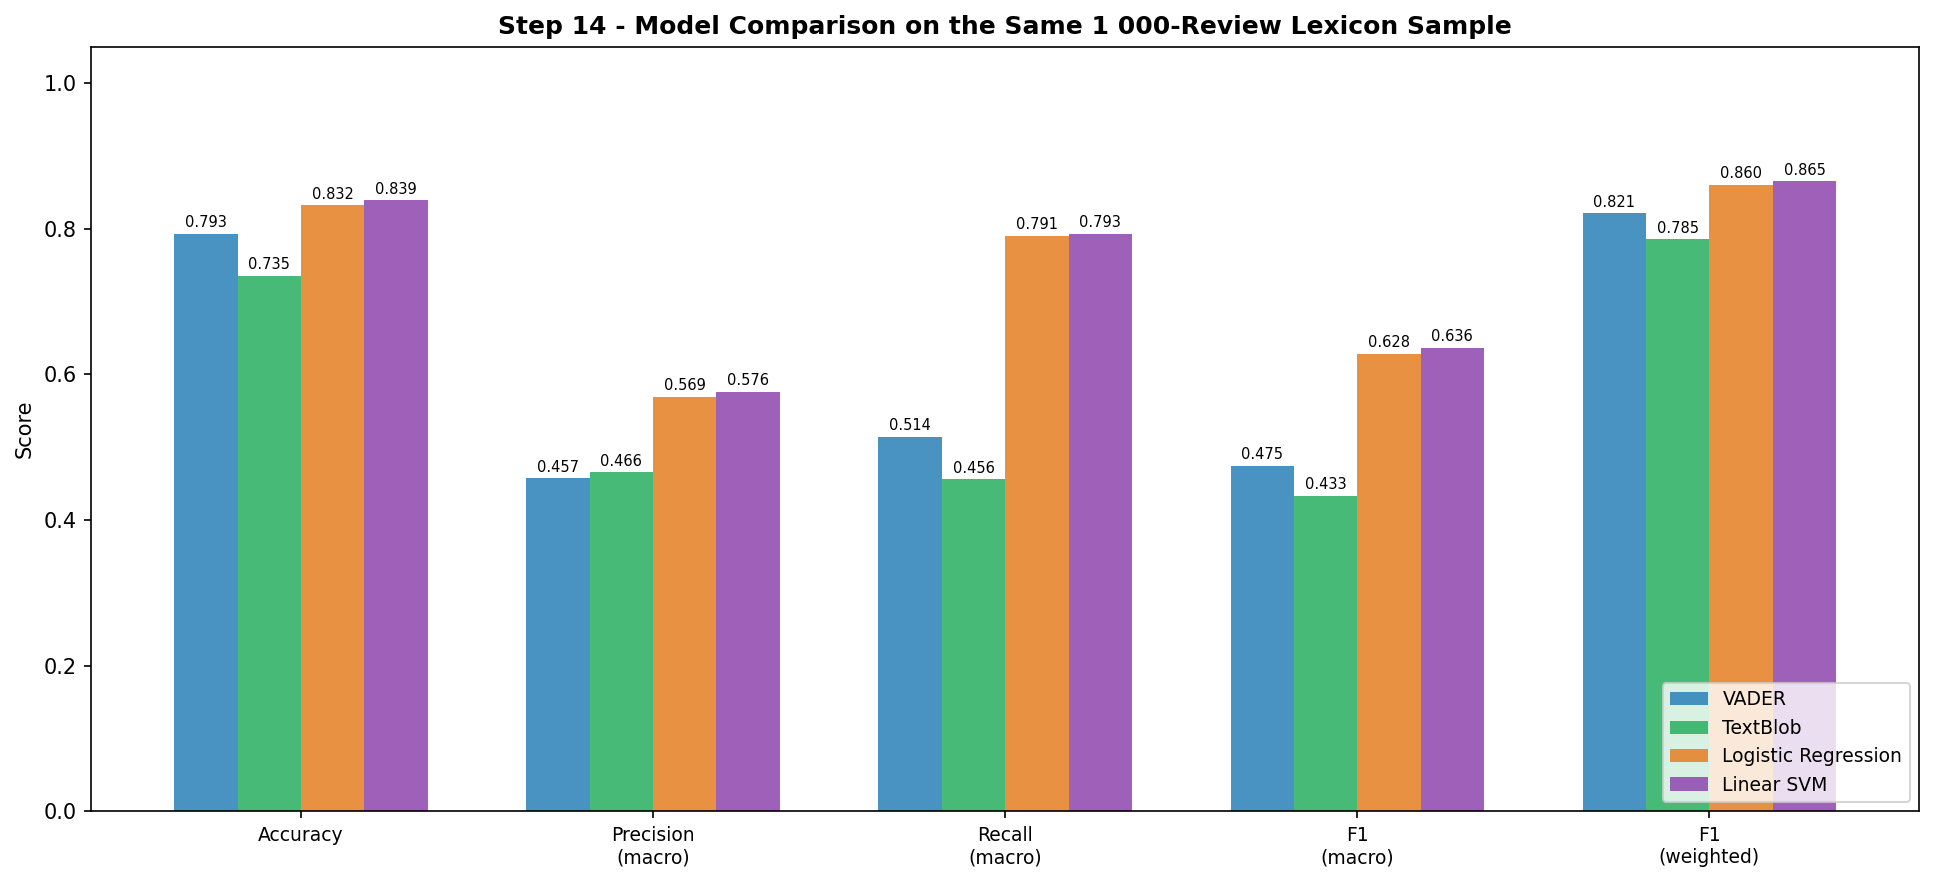 Step 14 - Model Comparison on the Same 1 000-Review Lexicon Sample
Score
1.0
0.8
0.6
0.4
0.2
0.0
0.793
0.735
0.832
0.839
0.457
0.466
0.569
0.576
0.514
0.456
0.791
0.793
0.475
0.433
0.628
0.636
0.821
0.785
0.860
0.865
Accuracy
Precision
(macro)
Recall
(macro)
F1
(macro)
F1
(weighted)
VADER
TextBlob
Logistic Regression
Linear SVM